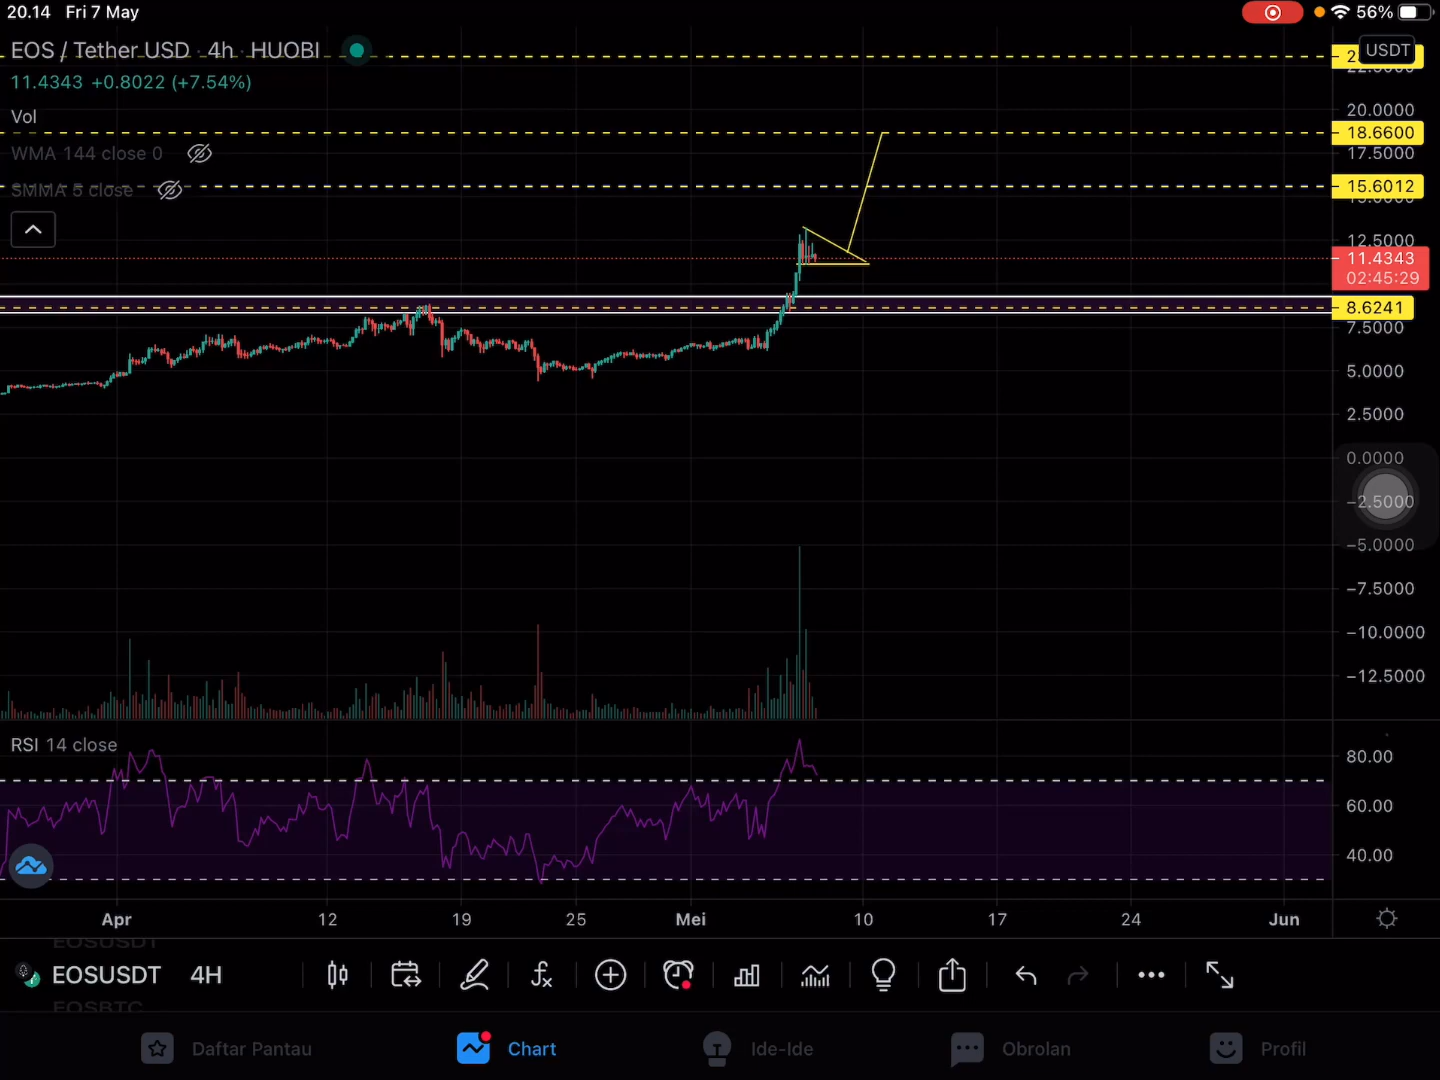 20.14 Fri 7 May
56%
EOS / Tether USD · 4h · HUOBI
USDT
11.4343 +0.8022 (+7.54%)
Vol
20.0000
18.6600
WMA 144 close 0
17.5000
SMMA 5 close
15.6012
15.0000
12.5000
11.4343
02:45:29
8.6241
7.5000
5.0000
2.5000
0.0000
−2.5000
−5.0000
−7.5000
−10.0000
−12.5000
RSI 14 close
80.00
60.00
40.00
Apr 12 19 25 Mei 10 17 24 Jun
EOSUSDT
EOSUSDT 4H
EOSBTC
Daftar Pantau Chart Ide-Ide Obrolan Profil